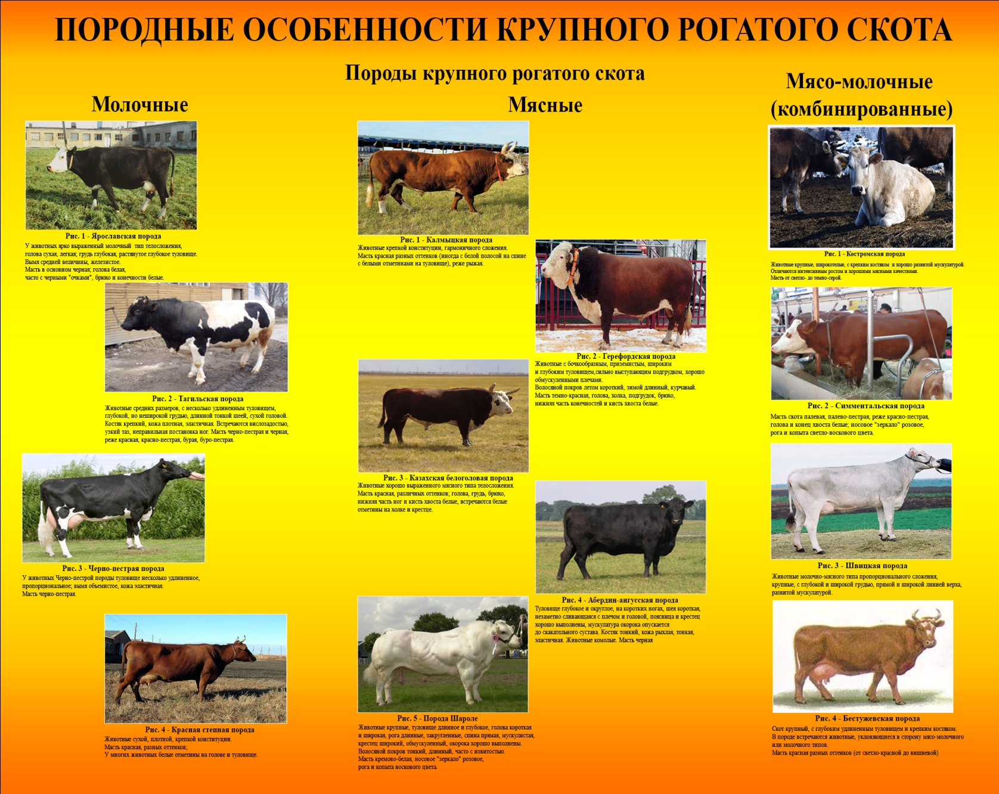 ПОРОДНЫЕ ОСОБЕННОСТИ КРУПНОГО РОГАТОГО СКОТА
Породы крупного рогатого скота
Молочные
Рис. 1 - Ярославская порода
У животных ярко выраженный молочный тип телосложения,
голова сухая, легкая; грудь глубокая, растянутое глубокое туловище.
Вымя средней величины, железистое.
Масть в основном черная; голова белая,
часто с черными "очками", брюхо и конечности белые.
Рис. 2 - Тагильская порода
Животные средних размеров, с несколько удлиненным туловищем,
глубокой, но неширокой грудью, длинной тонкой шеей, сухой головой.
Костяк крепкий, кожа плотная, эластичная. Встречаются вислозадостью,
узкий таз, неправильная постановка ног. Масть черно-пестрая и черная,
реже красная, красно-пестрая, бурая, буро-пестрая.
Рис. 3 - Черно-пестрая порода
У животных Черно-пестрой породы туловище несколько удлиненное,
пропорциональное; вымя объемистое, кожа эластичная.
Масть черно-пестрая.
Рис. 4 - Красная степная порода
Животные сухой, плотной, крепкой конституции.
Масть красная, разных оттенков;
У многих животных белые отметины на голове и туловище.
Мясные
Рис. 1 - Калмыцкая порода
Животные крепкой конституции, гармоничного сложения.
Масть красная разных оттенков (иногда с белой полосой на спине
с белыми отметинами на туловище), реже рыжая.
Рис. 2 - Герефордская порода
Животные с бочкообразным, приземистым, широким
и глубоким туловищем,сильно выступающим подгрудком, хорошо
обмускуленными плечами.
Волосяной покров летом короткий, зимой длинный, курчавый.
Масть темно-красная, голова, холка, подгрудок, брюхо,
нижняя часть конечностей и кисть хвоста белые.
Рис. 3 - Казахская белоголовая порода
Животные хорошо выраженного мясного типа телосложения.
Масть красная, различных оттенков; голова, грудь, брюхо,
нижняя часть ног и кисть хвоста белые, встречаются белые
отметины на холке и крестце.
Рис. 4 - Абердин-ангусская порода
Туловище глубокое и округлое, на коротких ногах, шея короткая,
незаметно сливающаяся с плечом и головой, поясница и крестец
хорошо выполнены, мускулатура окорока опускается
до скакательного сустава. Костяк тонкий, кожа рыхлая, тонкая,
эластичная. Животные комолые. Масть черная
Рис. 5 - Порода Шароле
Животные крупные, туловище длинное и глубокое, голова короткая
и широкая, рога длинные, закругленные, спина прямая, мускулистая,
крестец широкий, обмускуленный, окорока хорошо выполнены.
Волосяной покров тонкий, длинный, часто с извитостью.
Масть кремово-белая, носовое "зеркало" розовое,
рога и копыта воскового цвета.
Мясо-молочные
(комбинированные)
Рис. 1 - Костромская порода
Животные крупные, широкотелые, с крепким костяком и хорошо развитой мускулатурой.
Отличаются интенсивным ростом и хорошими мясными качествами.
Масть от светло- до темно-серой.
Рис. 2 - Симментальская порода
Масть скота палевая, палево-пестрая, реже красно-пестрая,
голова и конец хвоста белые; носовое "зеркало" розовое,
рога и копыта светло-воскового цвета.
Рис. 3 - Швицкая порода
Животные молочно-мясного типа пропорционального сложения,
крупные, с глубокой и широкой грудью, прямой и широкой линией верха,
развитой мускулатурой.
Рис. 4 - Бестужевская порода
Скот крупный, с глубоким удлиненным туловищем и крепким костяком.
В породе встречаются животные, уклоняющиеся в сторону мясо-молочного
или молочного типов.
Масть красная разных оттенков (от светло-красной до вишневой)